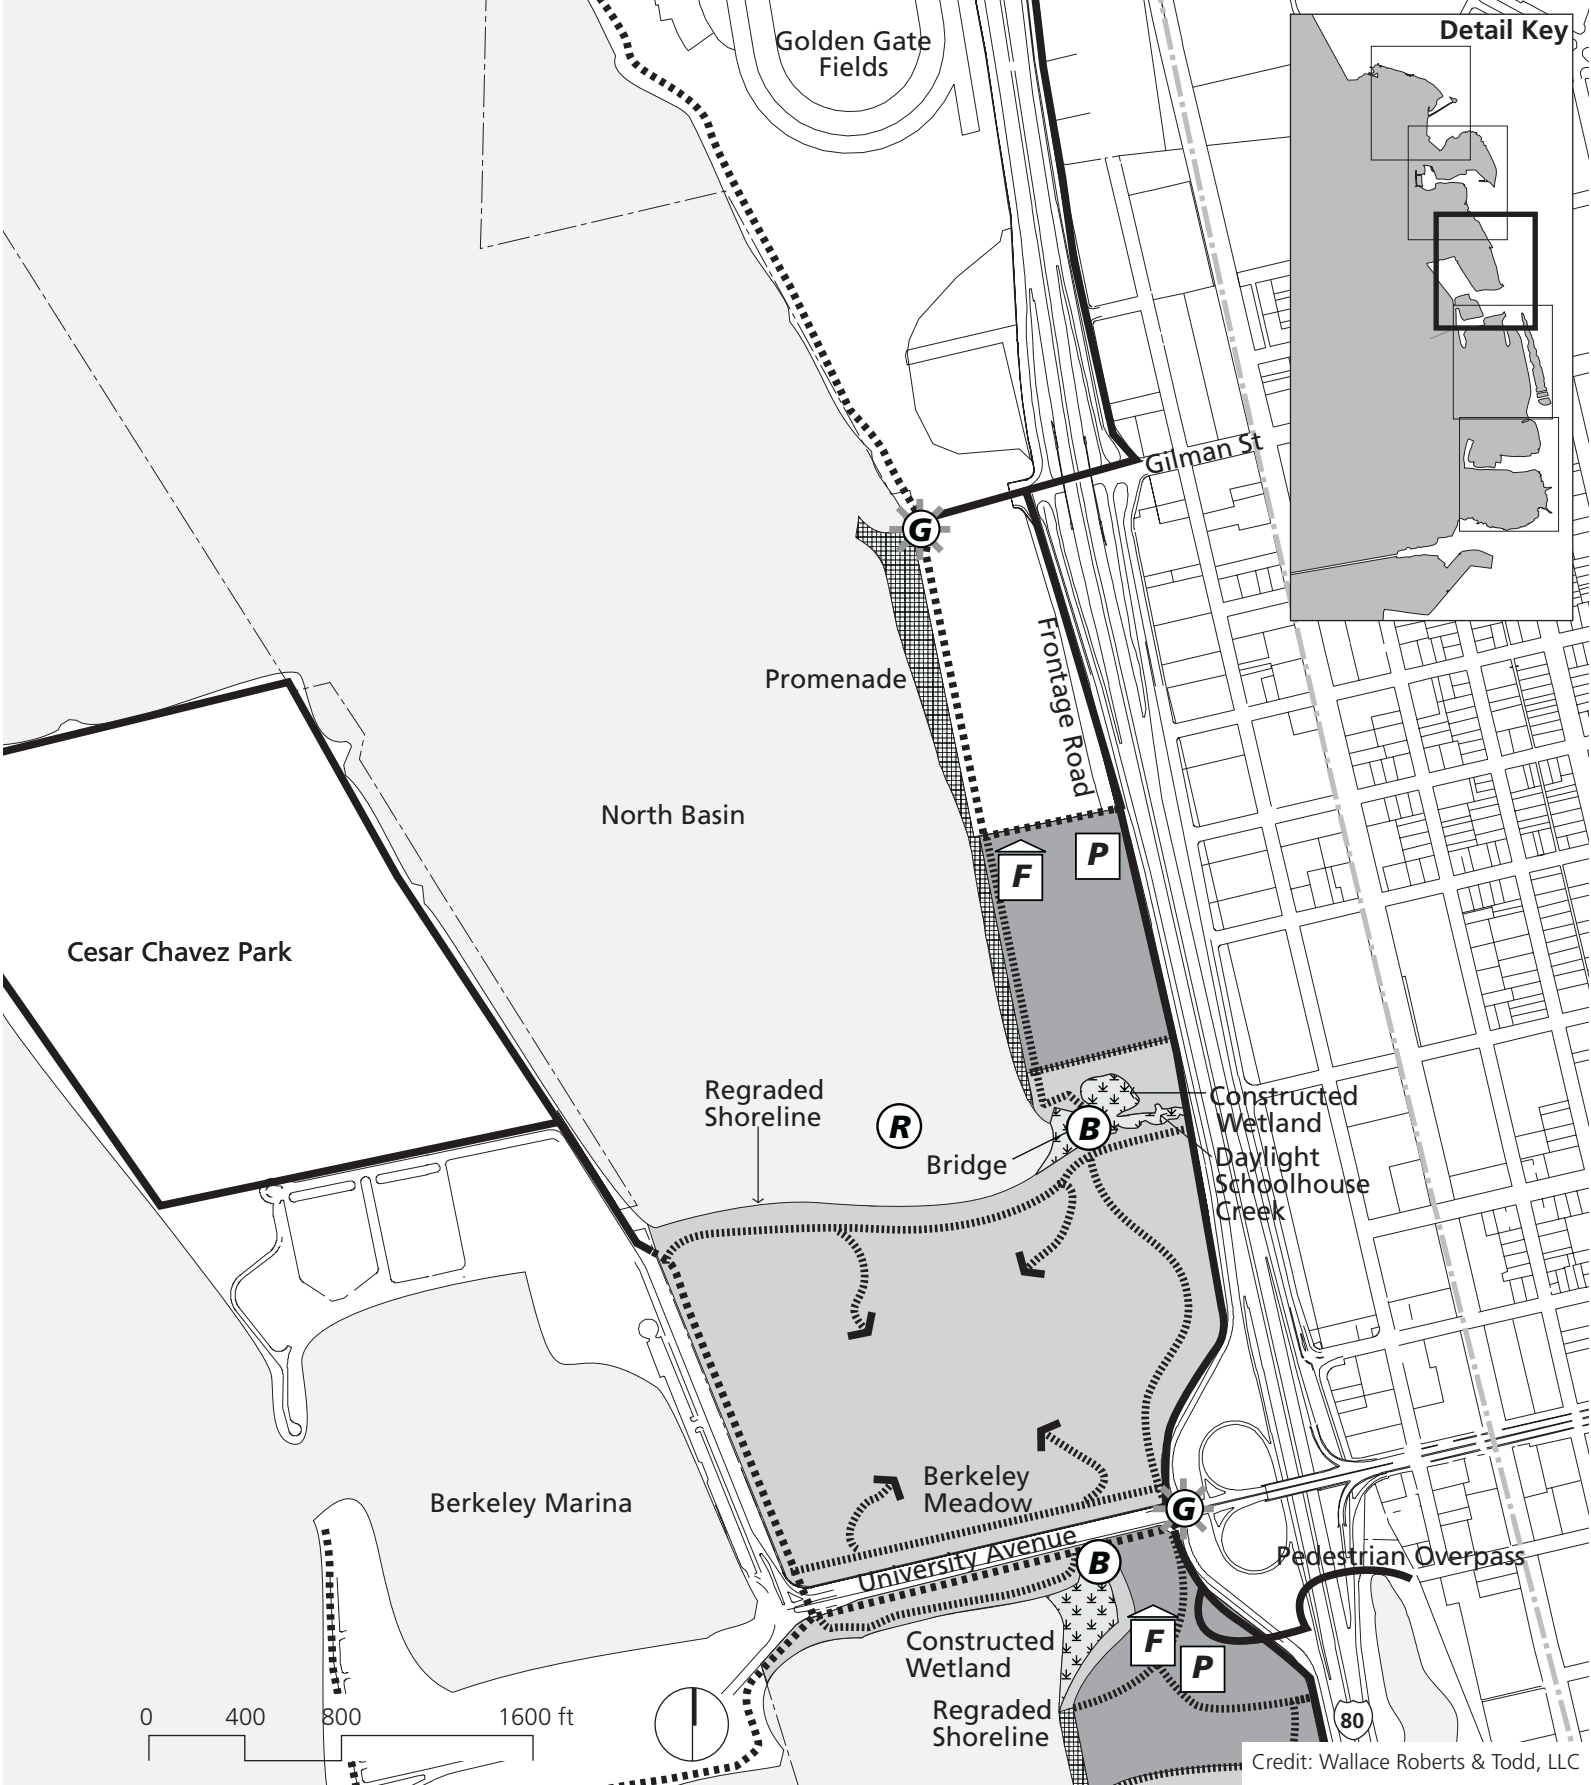 Golden Gate
Fields
Detail Key
Gilman St
G
Frontage Road
Promenade
North Basin
F
P
Cesar Chavez Park
Regraded
Shoreline
R
B
Bridge
Constructed
Wetland
Daylight
Schoolhouse
Creek
Berkeley
Meadow
Berkeley Marina
G
University Avenue
B
Pedestrian Overpass
Constructed
Wetland
F
P
Regraded
Shoreline
0 400 800 1600 ft
80
Credit: Wallace Roberts & Todd, LLC